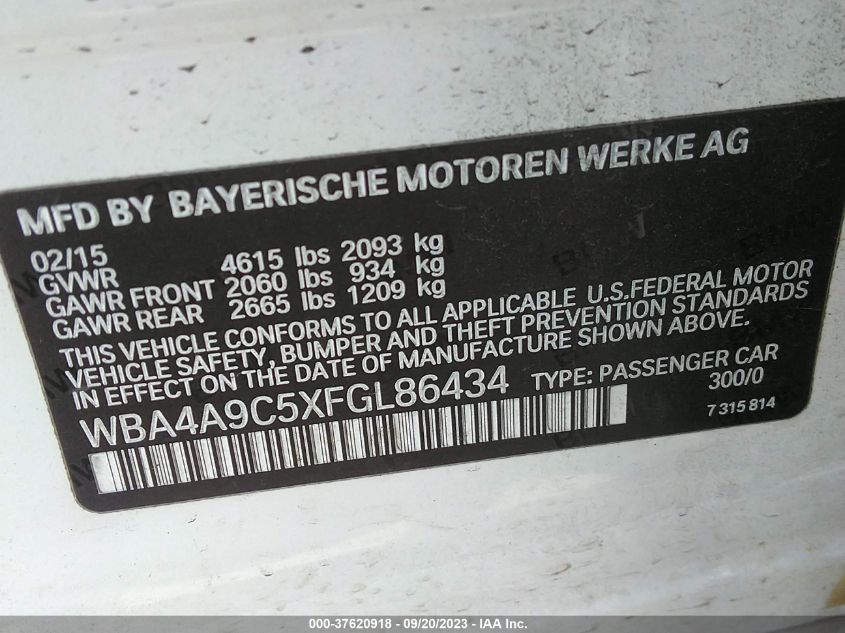 MFD BY BAYERISCHE MOTOREN WERKE AG
02/15
GVWR 4615 lbs 2093 kg
GAWR FRONT 2060 lbs 934 kg
GAWR REAR 2665 lbs 1209 kg
THIS VEHICLE CONFORMS TO ALL APPLICABLE U.S.FEDERAL MOTOR
VEHICLE SAFETY, BUMPER AND THEFT PREVENTION STANDARDS
IN EFFECT ON THE DATE OF MANUFACTURE SHOWN ABOVE.
WBA4A9C5XFGL86434 TYPE: PASSENGER CAR
300/0
7 315 814
000-37620918 - 09/20/2023 - IAA Inc.